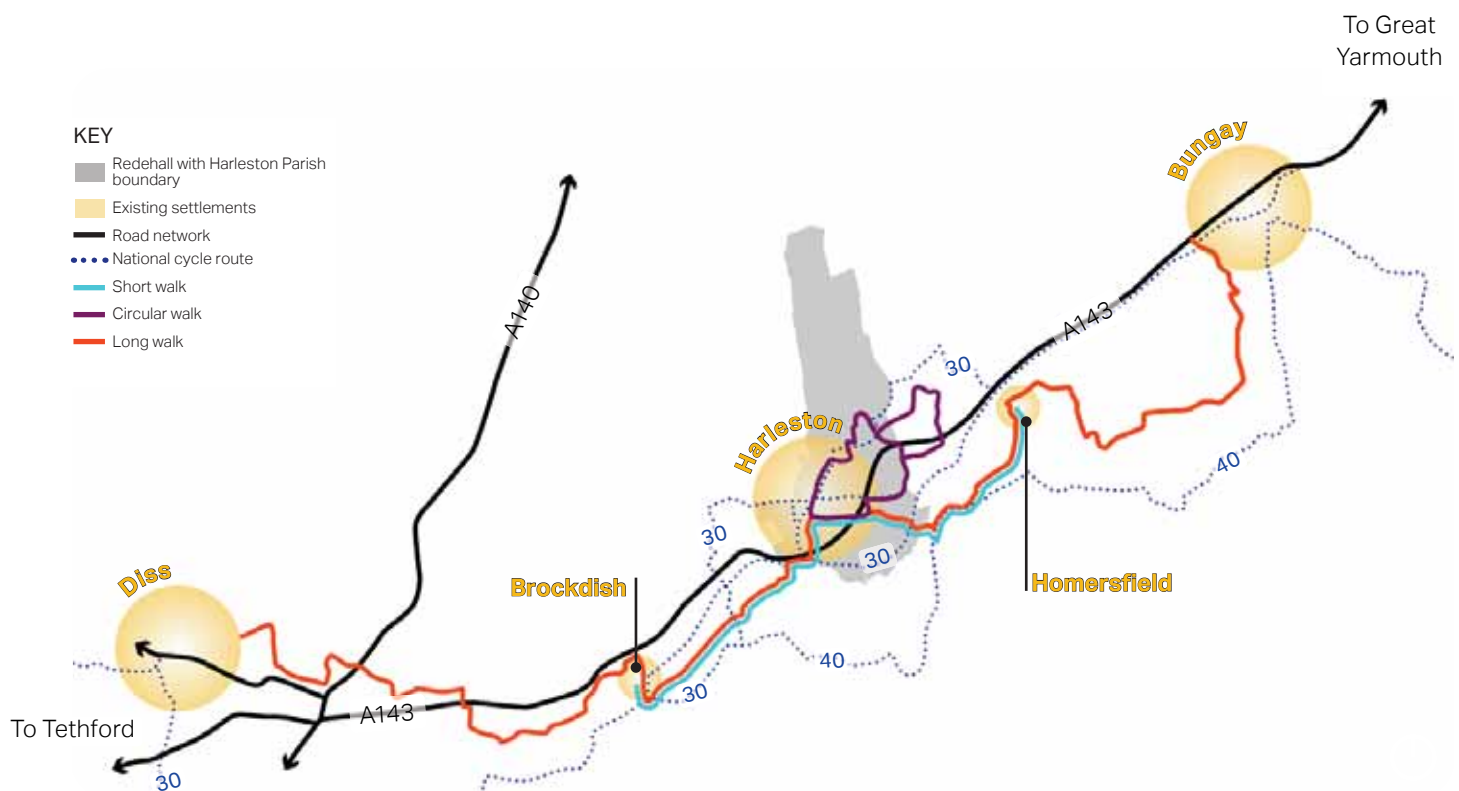 To Great
Yarmouth
KEY
Redehall with Harleston Parish
boundary
Existing settlements
Road network
National cycle route
Short walk
Circular walk
Long walk
Bungay
A140
A143
30
Harleston
40
30
30
Diss
Brockdish
Homersfield
40
30
A143
To Tethford
30